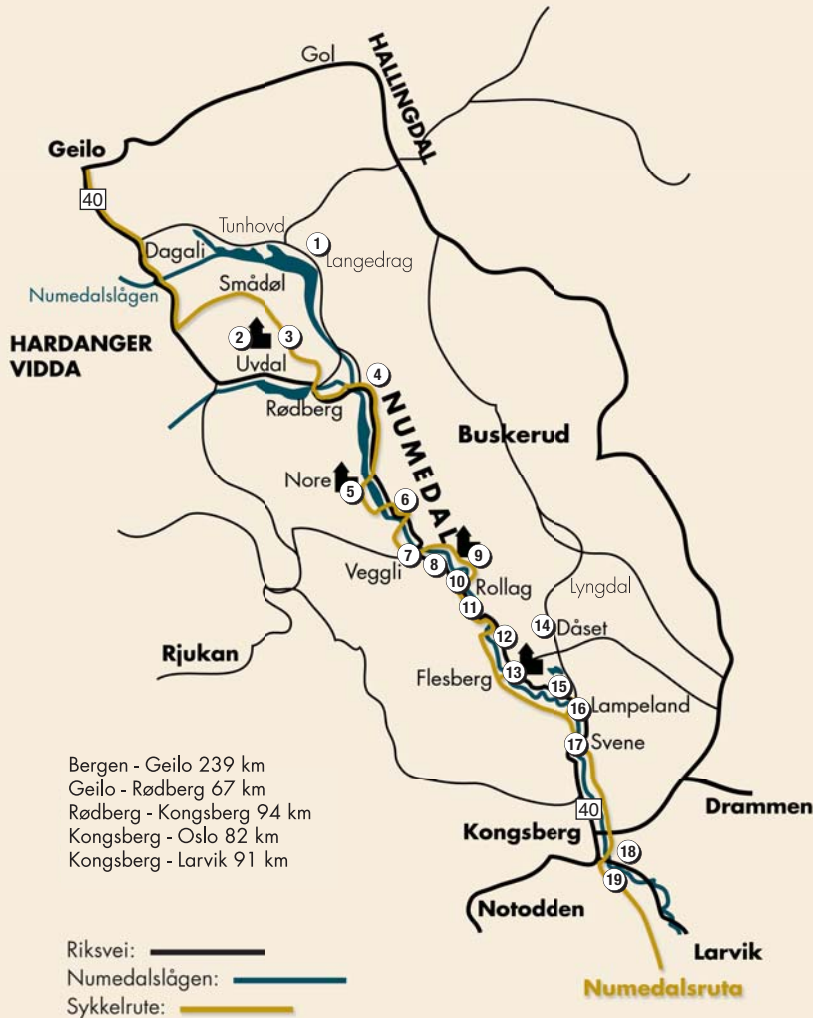 Gol
HALLINGDAL
Geilo
40
Tunhovd
1
Langedrag
Dagali
Smådøl
Numedalslågen
HARDANGER
VIDDA
2
3
Uvdal
4
Rødberg
NUMEDAL
Buskerud
Nore
5
6
7
8
9
Veggli
10
Rollag
11
Lyngdal
12
14
Dåset
Rjukan
Flesberg
13
15
16
Lampeland
17
Svene
Bergen - Geilo 239 km
Geilo - Rødberg 67 km
Rødberg - Kongsberg 94 km
Kongsberg - Oslo 82 km
Kongsberg - Larvik 91 km
40
Drammen
Kongsberg
18
19
Notodden
Larvik
Numedalsruta
Riksvei:
Numedalslågen:
Sykkelrute: